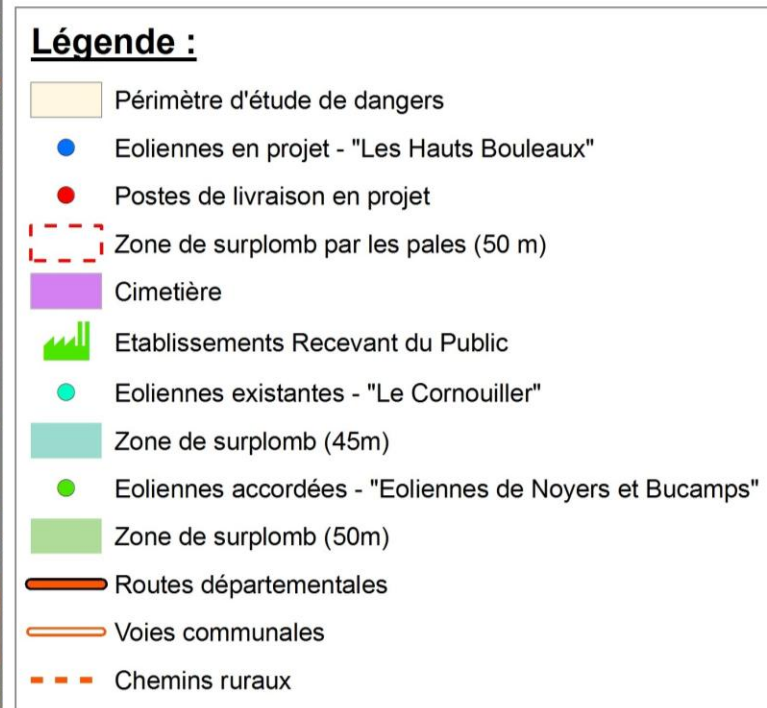 Légende :
Périmètre d'étude de dangers
Eoliennes en projet - "Les Hauts Bouleaux"
Postes de livraison en projet
Zone de surplomb par les pales (50 m)
Cimetière
Etablissements Recevant du Public
Eoliennes existantes - "Le Cornouiller"
Zone de surplomb (45m)
Eoliennes accordées - "Eoliennes de Noyers et Bucamps"
Zone de surplomb (50m)
Routes départementales
Voies communales
Chemins ruraux